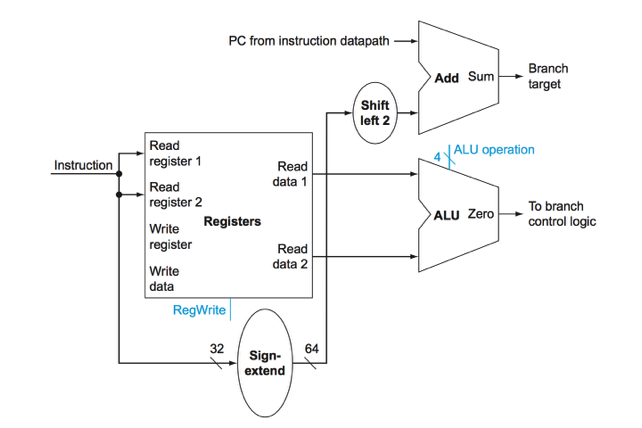 PC from instruction datapath
Add Sum
Branch
target
Shift
left 2
4
ALU operation
Instruction
Read
register 1
Read
register 2
Write
register
Write
data
Registers
Read
data 1
Read
data 2
ALU Zero
To branch
control logic
RegWrite
32
Sign-
extend
64